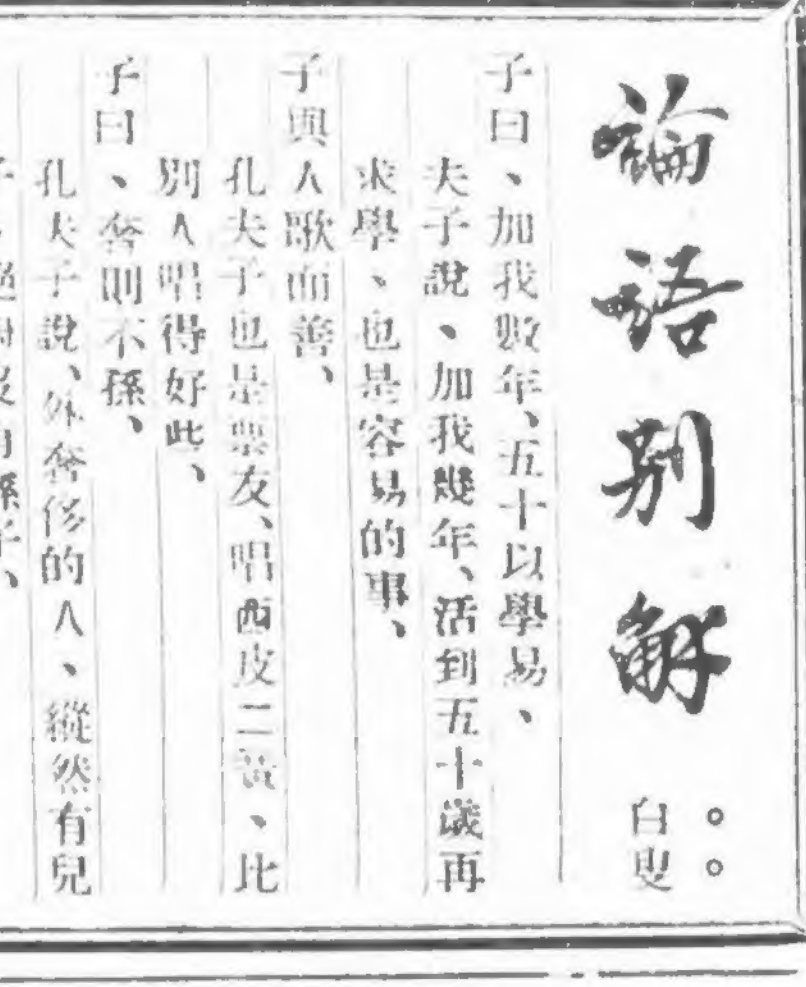 論語別解
白叟
子曰、加我數年、五十以學易、
夫子說、加我幾年、活到五十歲再
求學、也是容易的事、
子與人歌而善、
孔夫子也是票友、唱西皮二黃、比
別人唱得好些、
子曰、奢則不孫、
孔夫子說、外奢侈的人、縱然有兒